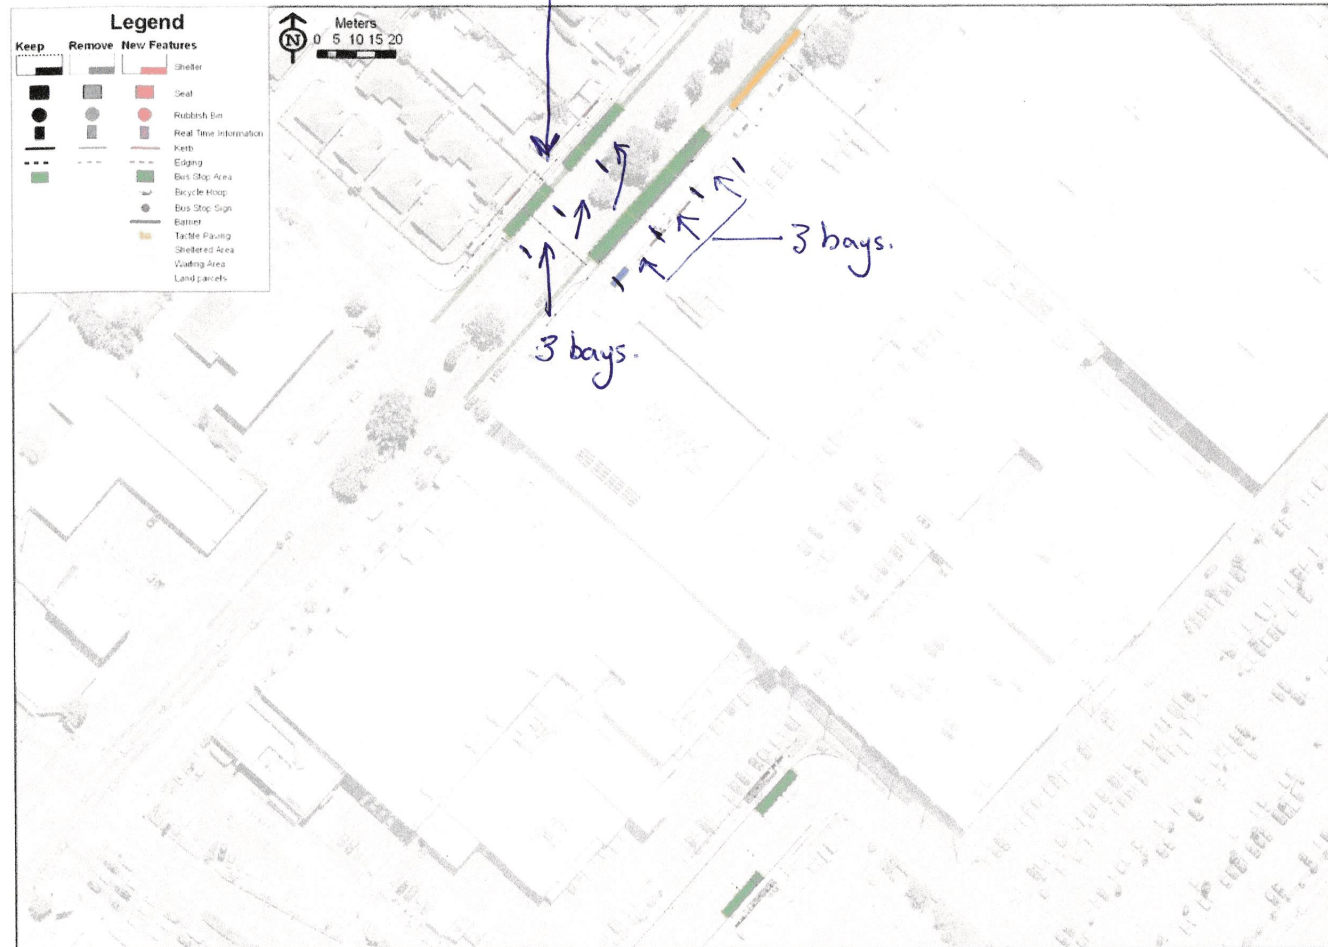 Legend
Keep Remove New Features
Shelter
Seat
Rubbish Bin
Real Time Information
Kerb
Edging
Bus Stop Area
Bicycle Hoop
Bus Stop Sign
Barrier
Tactile Paving
Sheltered Area
Waiting Area
Land parcels
N
Meters
0 5 10 15 20
3 bays.
3 bays.